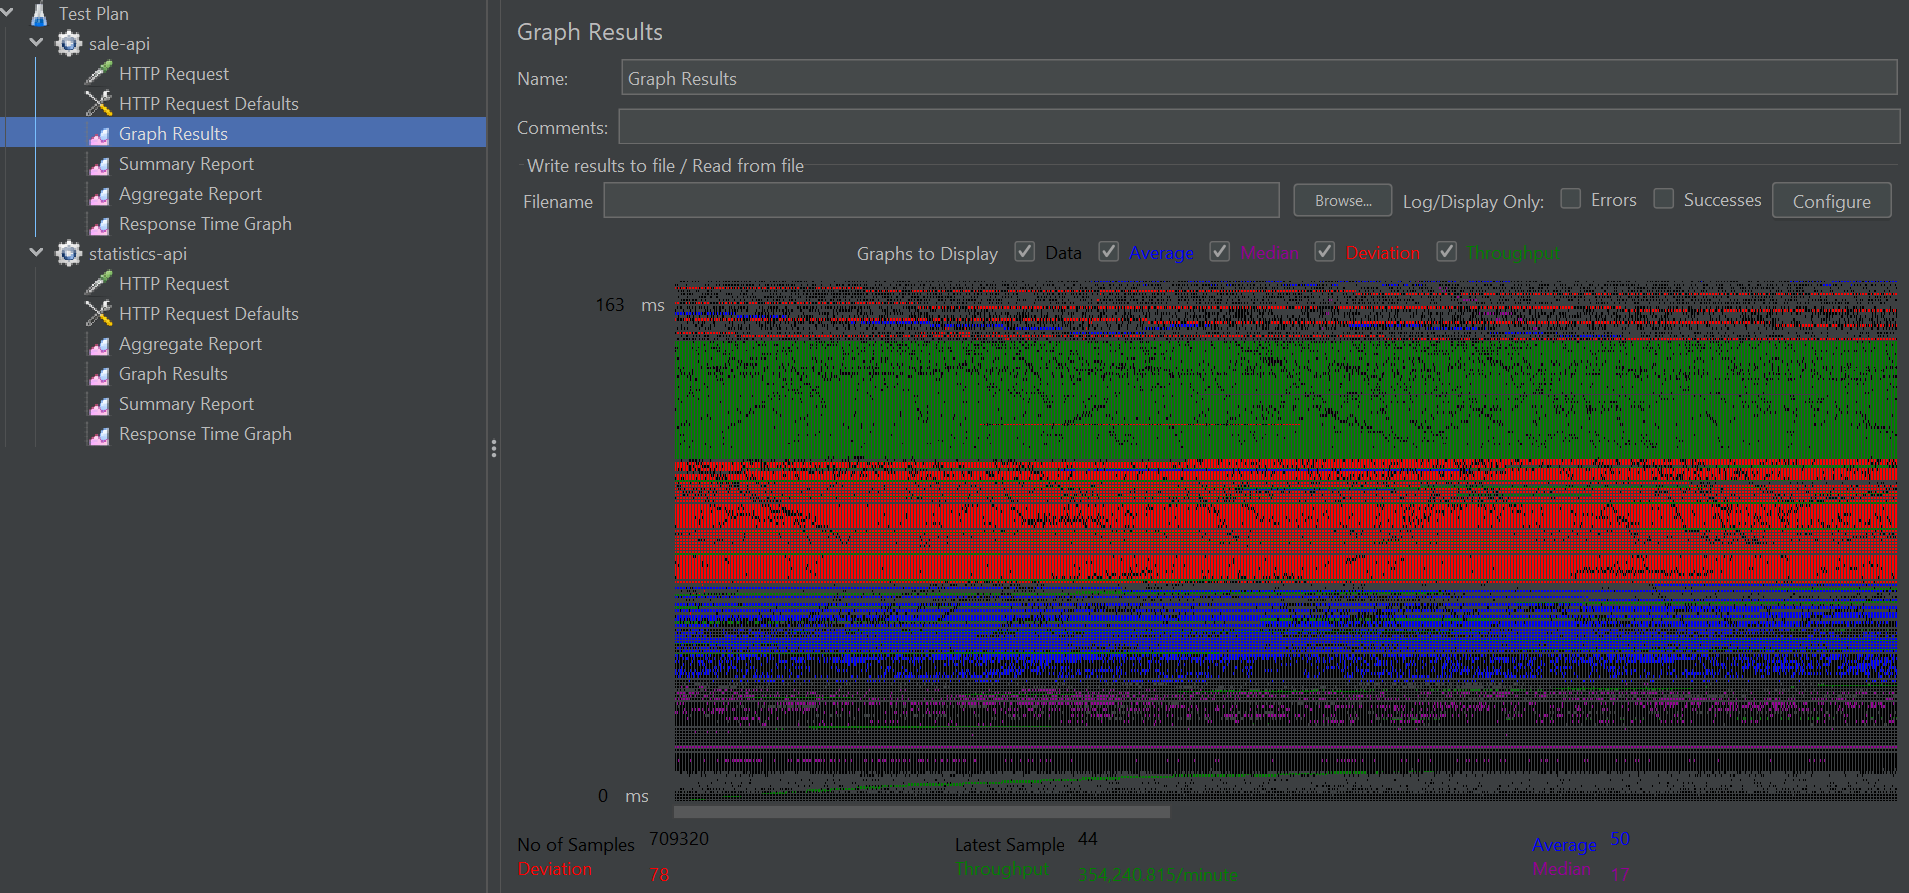 Test Plan
sale-api
HTTP Request
HTTP Request Defaults
Graph Results
Summary Report
Aggregate Report
Response Time Graph
statistics-api
HTTP Request
HTTP Request Defaults
Aggregate Report
Graph Results
Summary Report
Response Time Graph
Graph Results
Name: Graph Results
Comments:
Write results to file / Read from file
Filename Browse... Log/Display Only: Errors Successes Configure
Graphs to Display Data Average Median Deviation Throughput
163 ms
0 ms
No of Samples 709320 Latest Sample 44 Average 50
Deviation 78 Throughput 354,240.815/minute Median 17